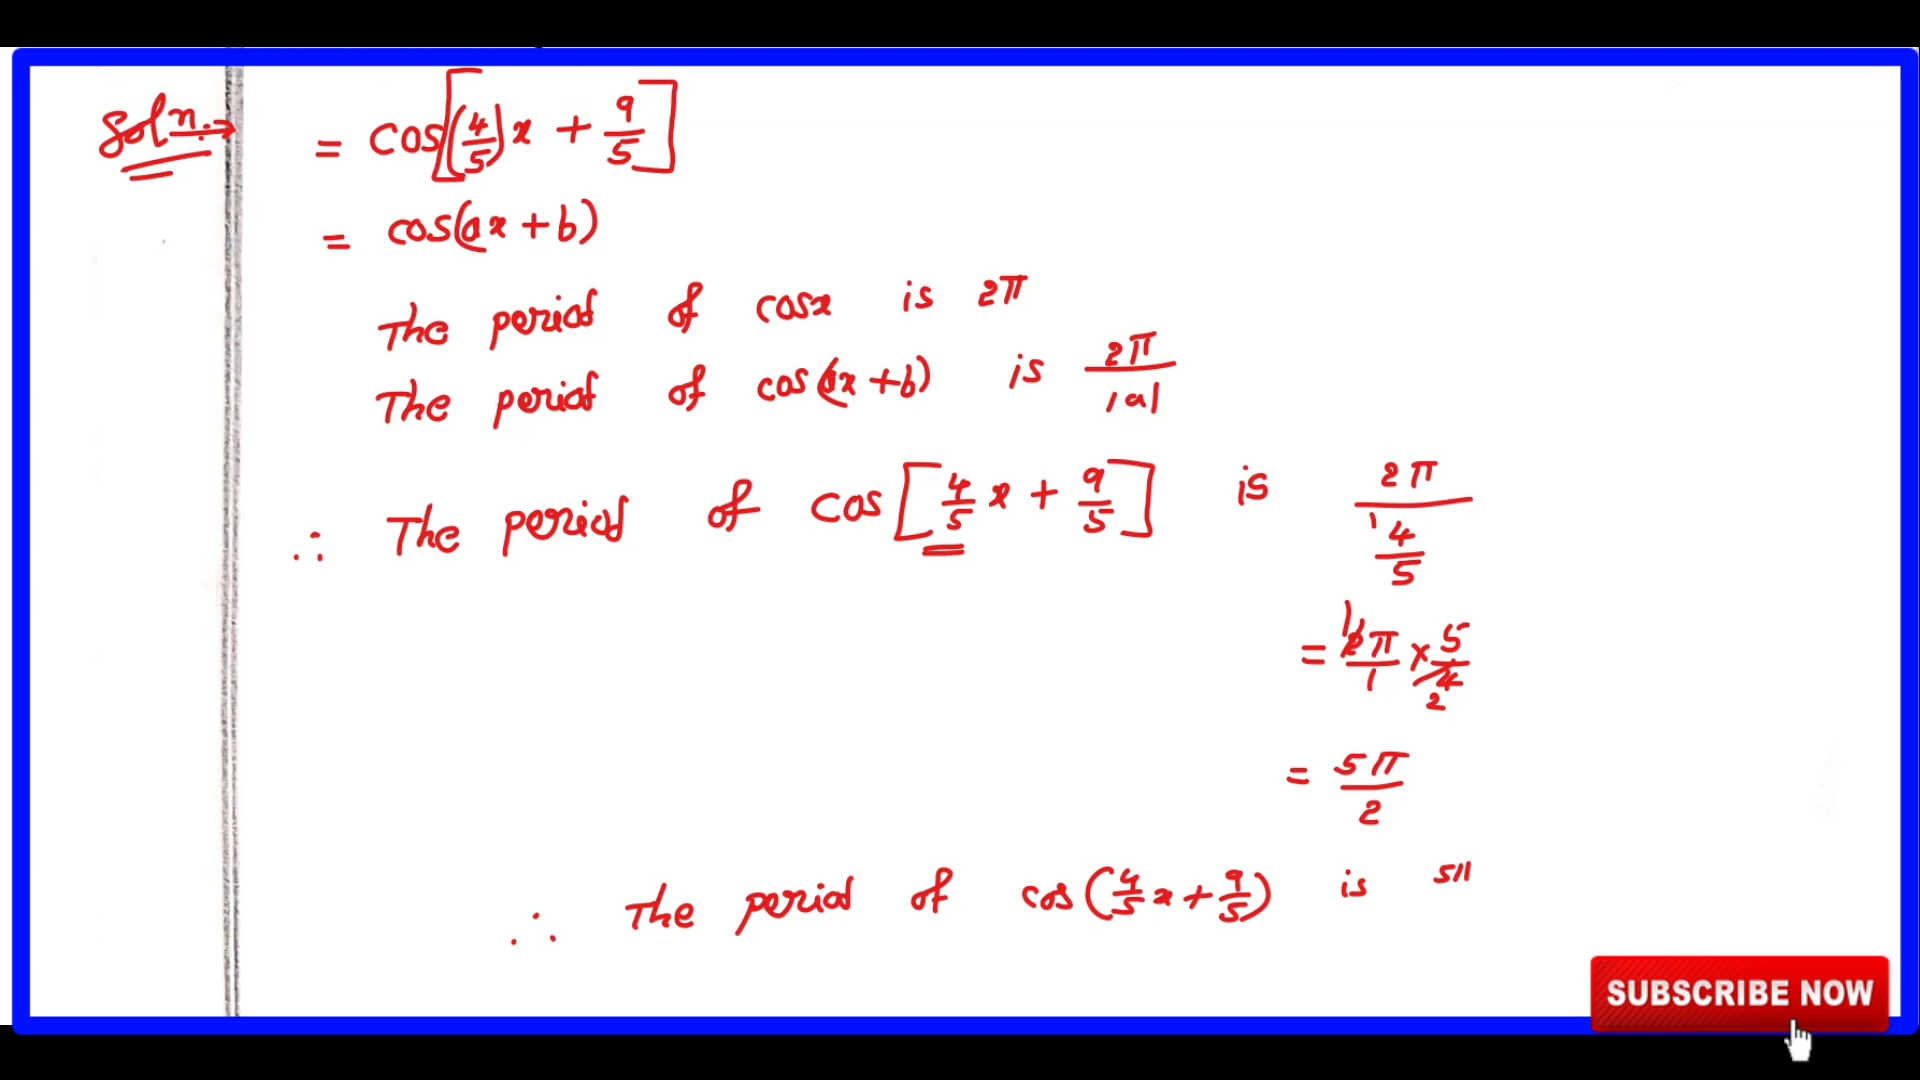 Soln. →
= cos[(4/5)x + 9/5]
= cos(ax + b)
The period of cosx is 2π
The period of cos(ax + b) is 2π/|a|
∴ The period of cos[4/5 x + 9/5] is 2π/(4/5)
= 2π/1 × 5/4 2
= 5π/2
∴ The period of cos(4/5 x + 9/5) is 5π
SUBSCRIBE NOW